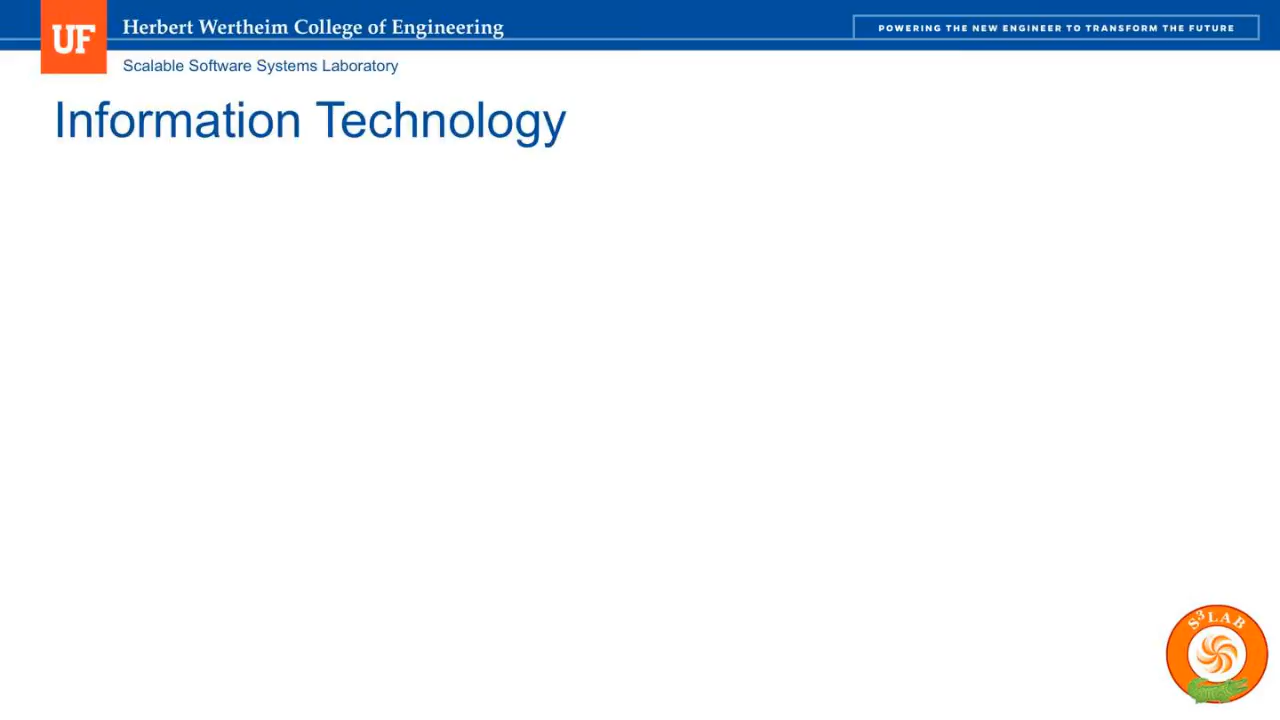 UF
Herbert Wertheim College of Engineering
POWERING THE NEW ENGINEER TO TRANSFORM THE FUTURE
Scalable Software Systems Laboratory
Information Technology
S³LAB